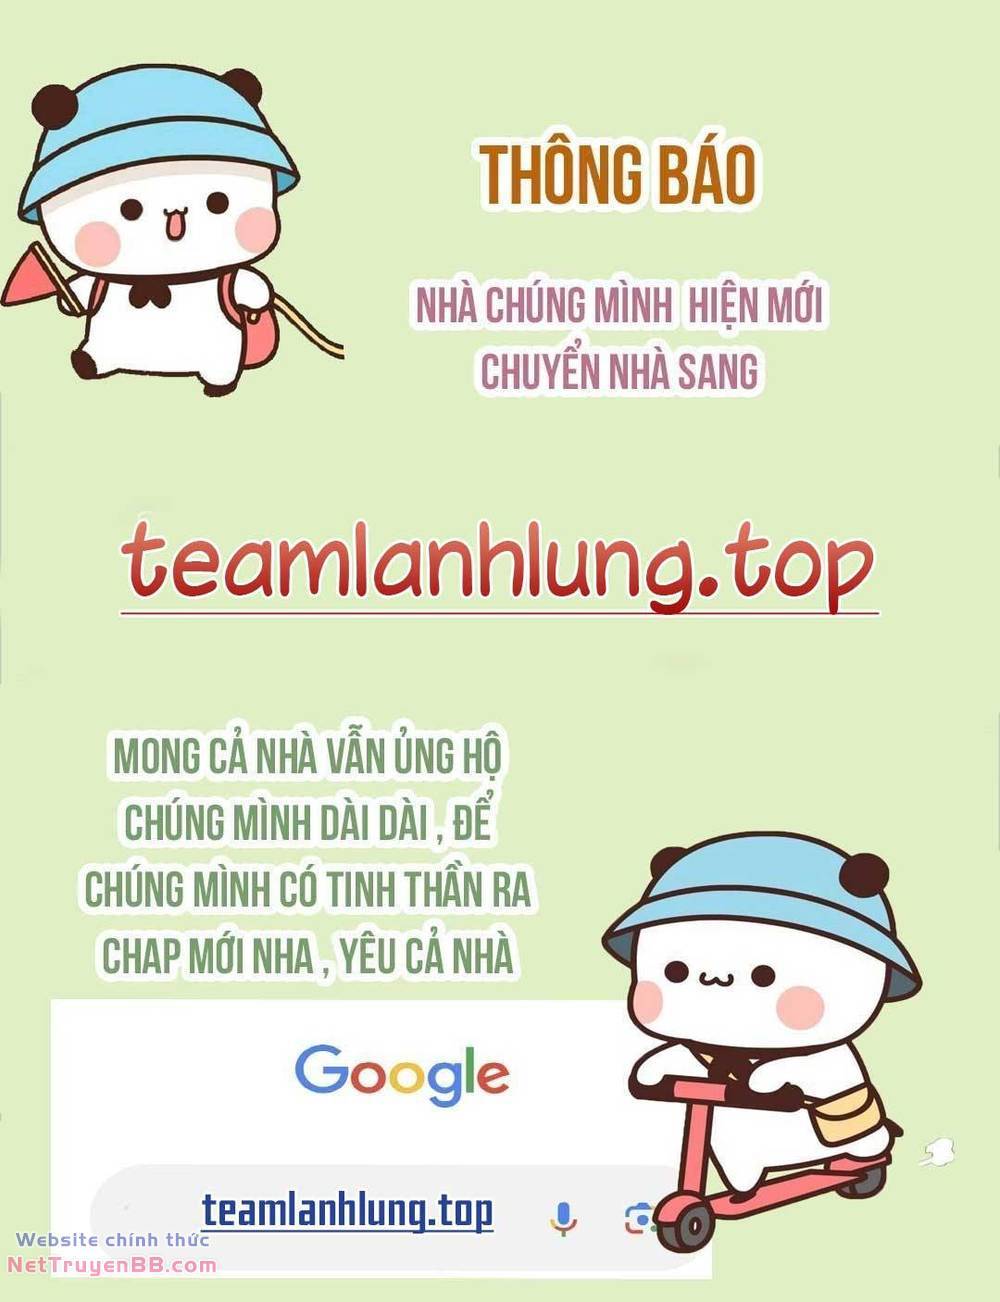 THÔNG BÁO
NHÀ CHÚNG MÌNH HIỆN MỚI
CHUYỂN NHÀ SANG
teamlanhlung.top
MONG CẢ NHÀ VẪN ỦNG HỘ
CHÚNG MÌNH DÀI DÀI , ĐỂ
CHÚNG MÌNH CÓ TINH THẦN RA
CHAP MỚI NHA , YÊU CẢ NHÀ
Google
teamlanhlung.top
Website chính thức
NetTruyenBB.com